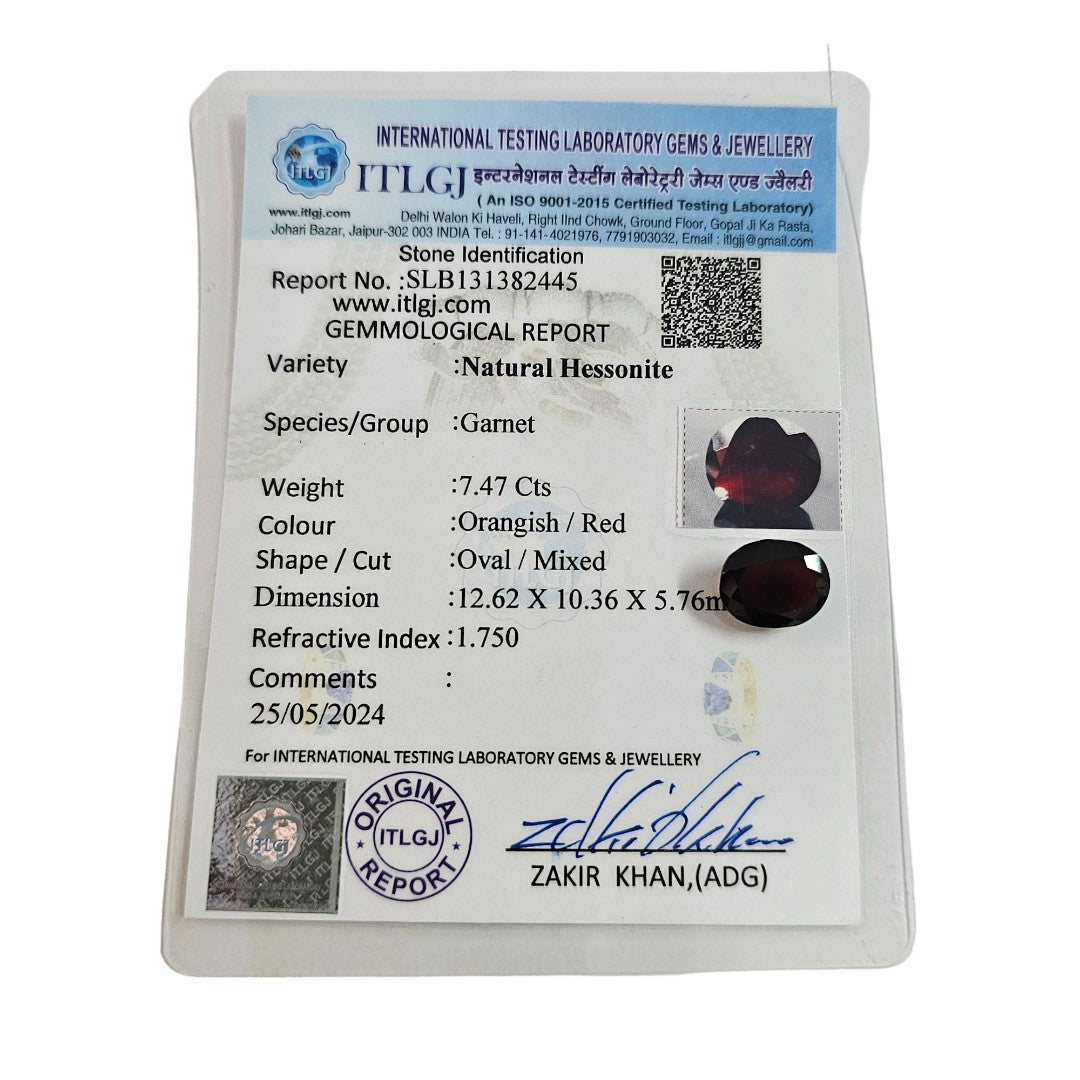 INTERNATIONAL TESTING LABORATORY GEMS & JEWELLERY
ITLGJ
ITLGJ इन्टरनेशनल टेस्टींग लेबोरेट्री जेम्स एण्ड ज्वैलरी
( An ISO 9001-2015 Certified Testing Laboratory)
www.itlgj.com
Delhi Walon Ki Haveli, Right IInd Chowk, Ground Floor, Gopal Ji Ka Rasta,
Johari Bazar, Jaipur-302 003 INDIA Tel. : 91-141-4021976, 7791903032, Email : itlgjj@gmail.com
Stone Identification
Report No. :SLB131382445
www.itlgj.com
GEMMOLOGICAL REPORT
Variety :Natural Hessonite
Species/Group :Garnet
Weight :7.47 Cts
Colour :Orangish / Red
Shape / Cut :Oval / Mixed
Dimension :12.62 X 10.36 X 5.76m
Refractive Index :1.750
Comments :
25/05/2024
For INTERNATIONAL TESTING LABORATORY GEMS & JEWELLERY
ITLGJ
ORIGINAL
ITLGJ
REPORT
ZAKIR KHAN,(ADG)